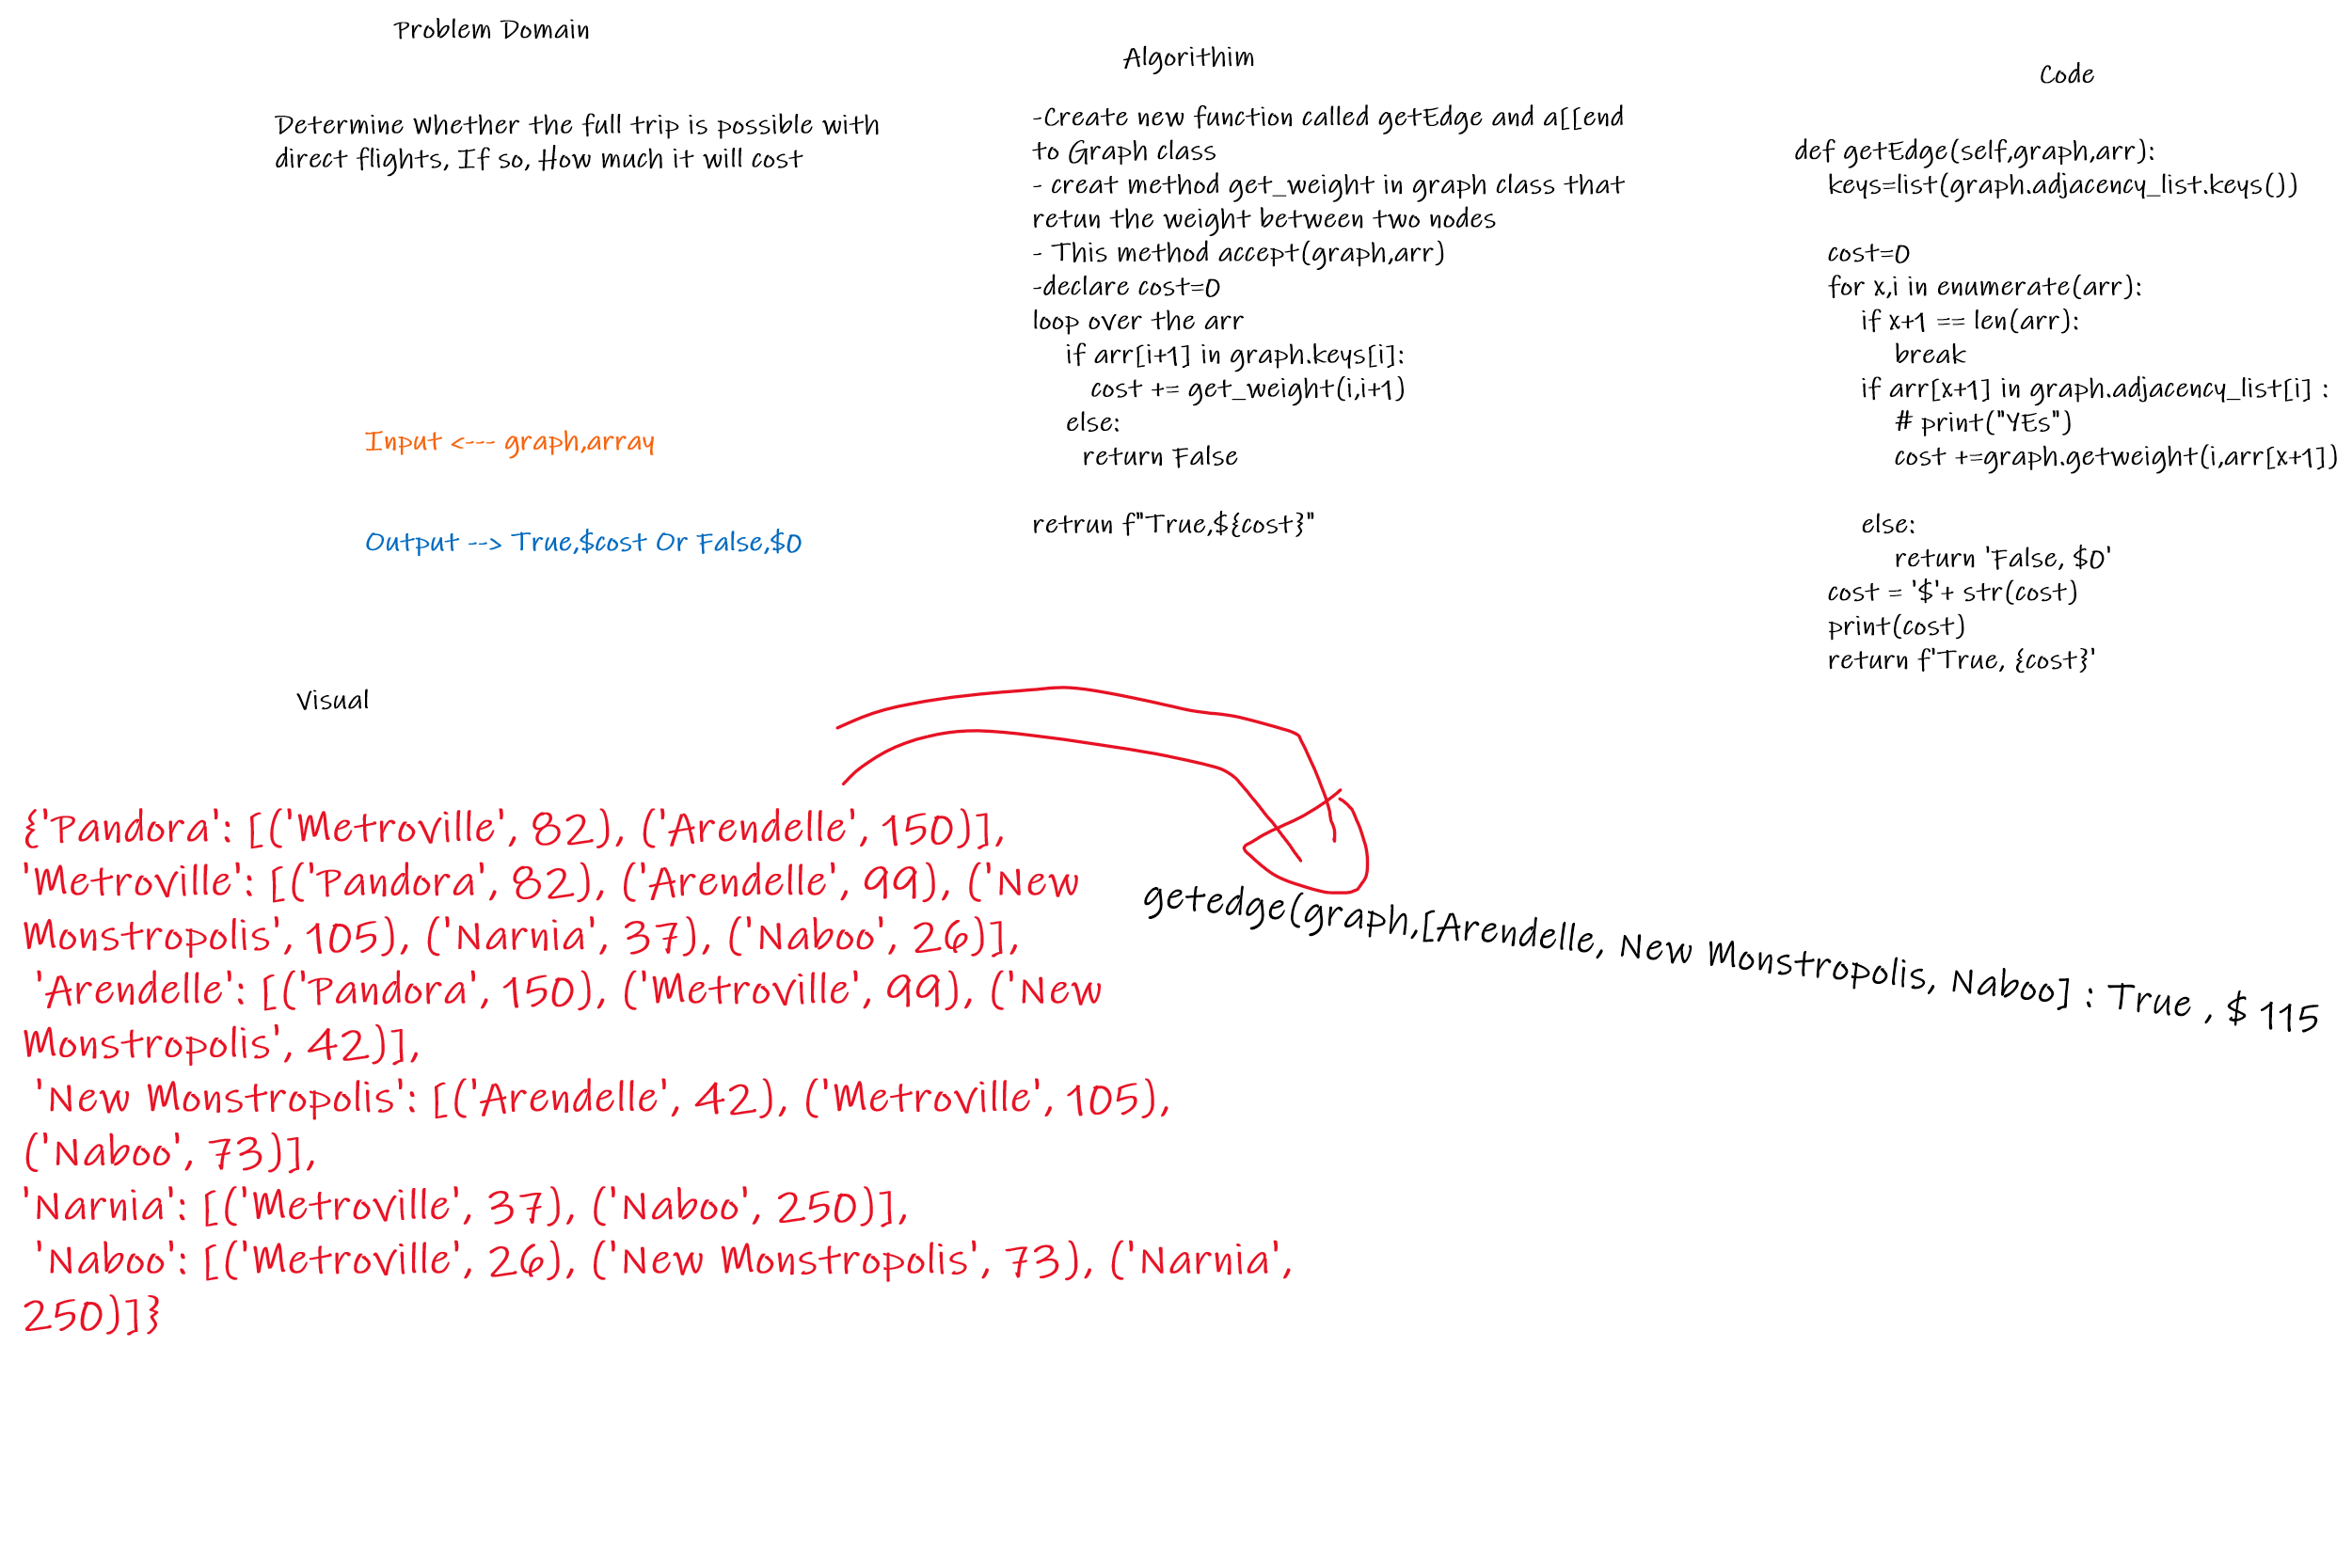 Problem Domain
Determine Whether the full trip is possible with
direct flights, If so, How much it will cost
Input <--- graph,array
Output --> True,$cost Or False,$0
Algorithim
-Create new function called getEdge and a[[end
to Graph class
- creat method get_weight in graph class that
retun the weight between two nodes
- This method accept(graph,arr)
-declare cost=0
loop over the arr
if arr[i+1] in graph.keys[i]:
cost += get_weight(i,i+1)
else:
return False
retrun f"True,${cost}"
Code
def getEdge(self,graph,arr):
keys=list(graph.adjacency_list.keys())
cost=0
for x,i in enumerate(arr):
if x+1 == len(arr):
break
if arr[x+1] in graph.adjacency_list[i] :
# print("YEs")
cost +=graph.getweight(i,arr[x+1])
else:
return 'False, $0'
cost = '$'+ str(cost)
print(cost)
return f'True, {cost}'
Visual
{'Pandora': [('Metroville', 82), ('Arendelle', 150)],
'Metroville': [('Pandora', 82), ('Arendelle', 99), ('New
Monstropolis', 105), ('Narnia', 37), ('Naboo', 26)],
'Arendelle': [('Pandora', 150), ('Metroville', 99), ('New
Monstropolis', 42)],
'New Monstropolis': [('Arendelle', 42), ('Metroville', 105),
('Naboo', 73)],
'Narnia': [('Metroville', 37), ('Naboo', 250)],
'Naboo': [('Metroville', 26), ('New Monstropolis', 73), ('Narnia',
250)]}
getedge(graph,[Arendelle, New Monstropolis, Naboo] : True , $ 115